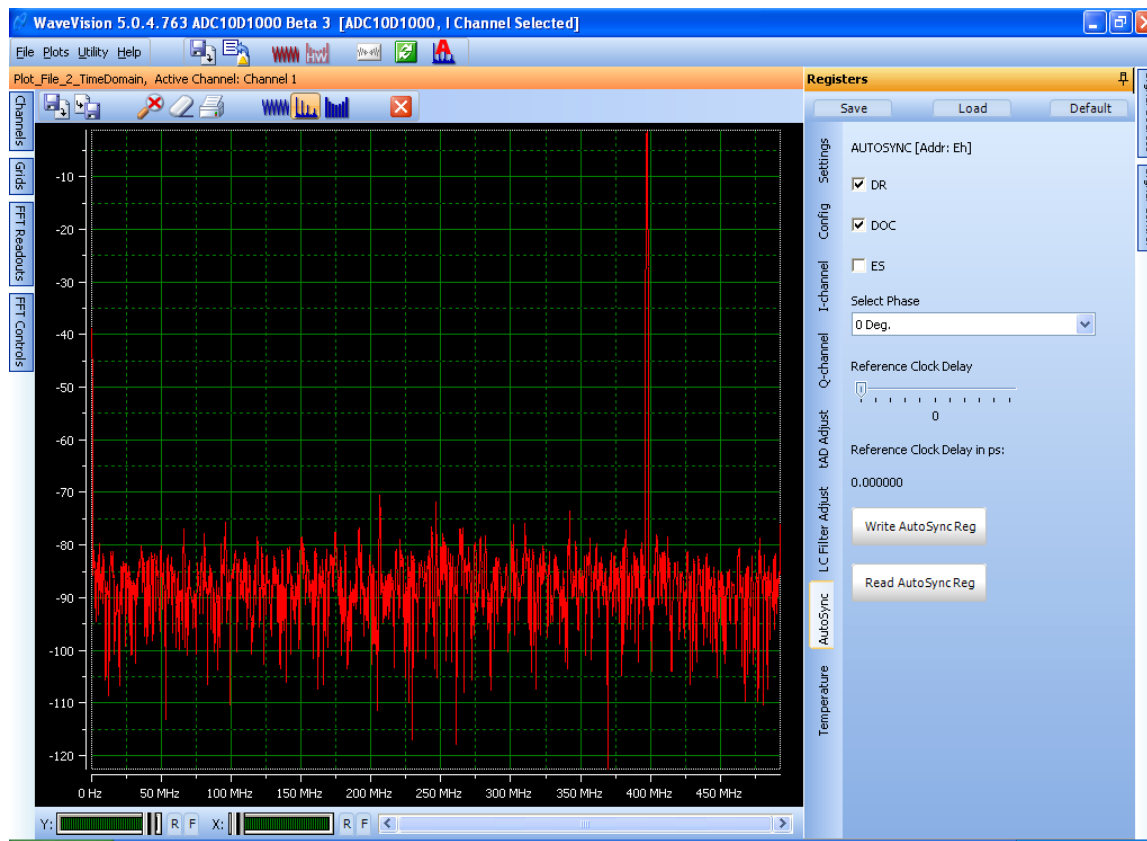 WaveVision 5.0.4.763 ADC10D1000 Beta 3 [ADC10D1000, I Channel Selected]
File Plots Utility Help
Plot_File_2_TimeDomain, Active Channel: Channel 1
Channels
Grids
FFT Readouts
FFT Controls
-10
-20
-30
-40
-50
-60
-70
-80
-90
-100
-110
-120
0 Hz 50 MHz 100 MHz 150 MHz 200 MHz 250 MHz 300 MHz 350 MHz 400 MHz 450 MHz
Y: R F X: R F
Registers
Save Load Default
Settings
Config
I-channel
Q-channel
tAD Adjust
LC Filter Adjust
AutoSync
Temperature
AUTOSYNC [Addr: Eh]
DR
DOC
ES
Select Phase
0 Deg.
Reference Clock Delay
0
Reference Clock Delay in ps:
0.000000
Write AutoSync Reg
Read AutoSync Reg